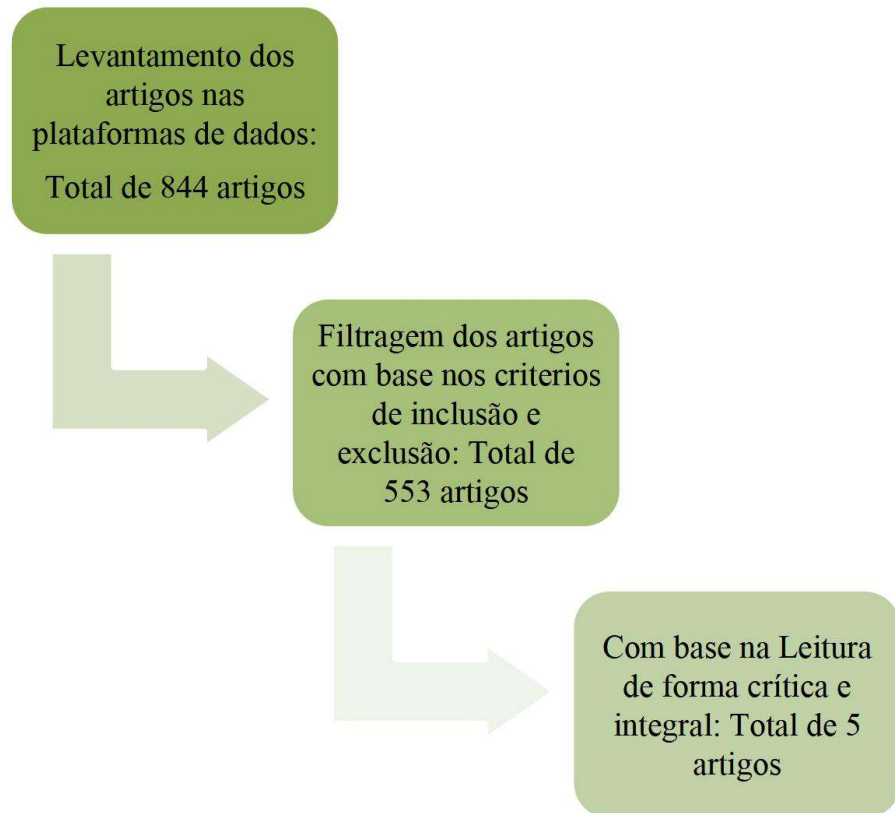 Levantamento dos
artigos nas
plataformas de dados:
Total de 844 artigos
Filtragem dos artigos
com base nos criterios
de inclusão e
exclusão: Total de
553 artigos
Com base na Leitura
de forma crítica e
integral: Total de 5
artigos